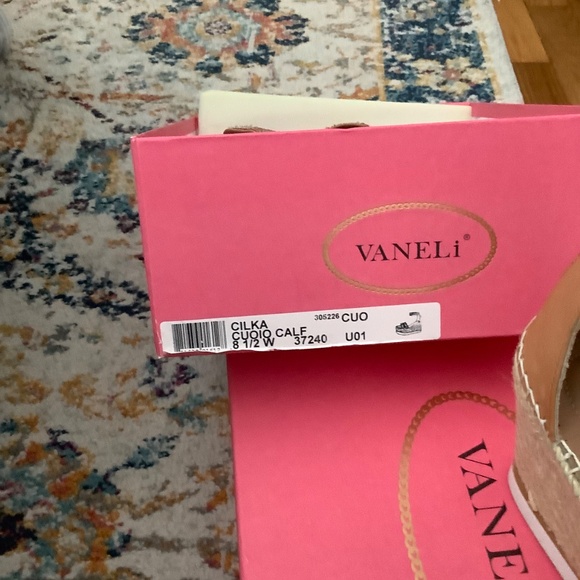 VANELi®
305226 CUO
CILKA
CUOIO CALF
8 1/2 W 37240 U01
VANE